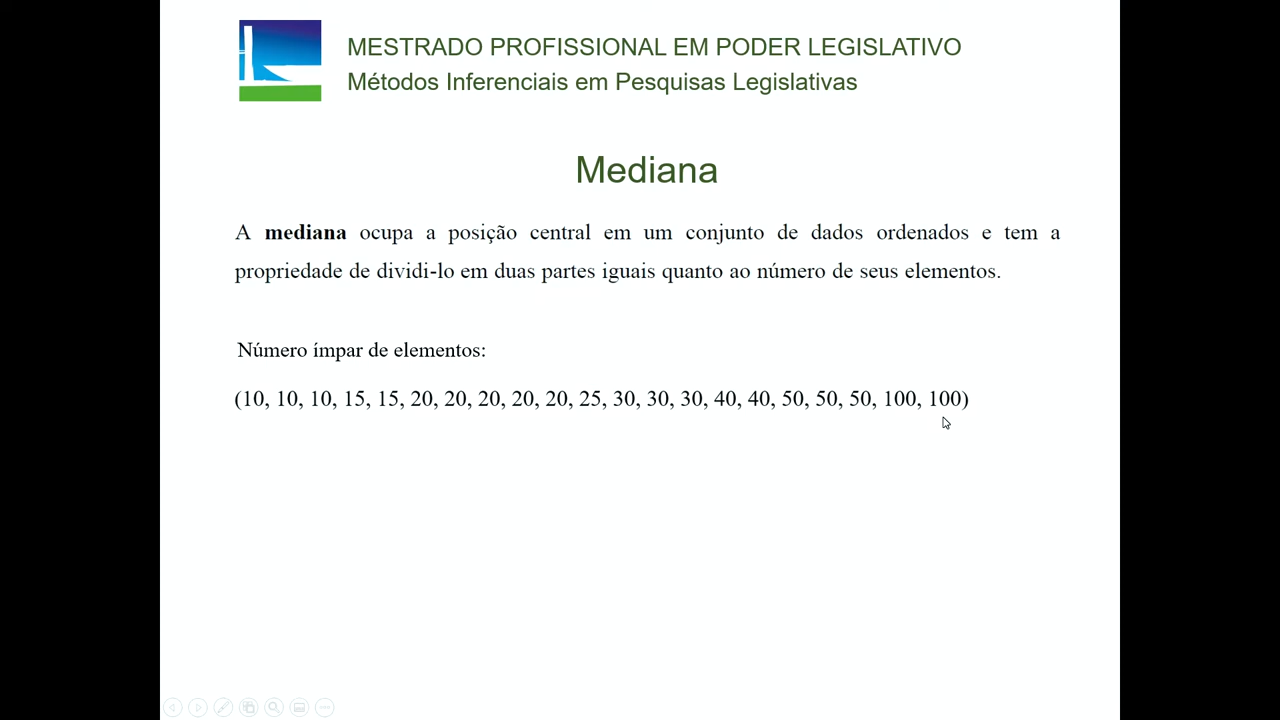 MESTRADO PROFISSIONAL EM PODER LEGISLATIVO
Métodos Inferenciais em Pesquisas Legislativas
Mediana
A mediana ocupa a posição central em um conjunto de dados ordenados e tem a
propriedade de dividi-lo em duas partes iguais quanto ao número de seus elementos.
Número ímpar de elementos:
(10, 10, 10, 15, 15, 20, 20, 20, 20, 20, 25, 30, 30, 30, 40, 40, 50, 50, 50, 100, 100)